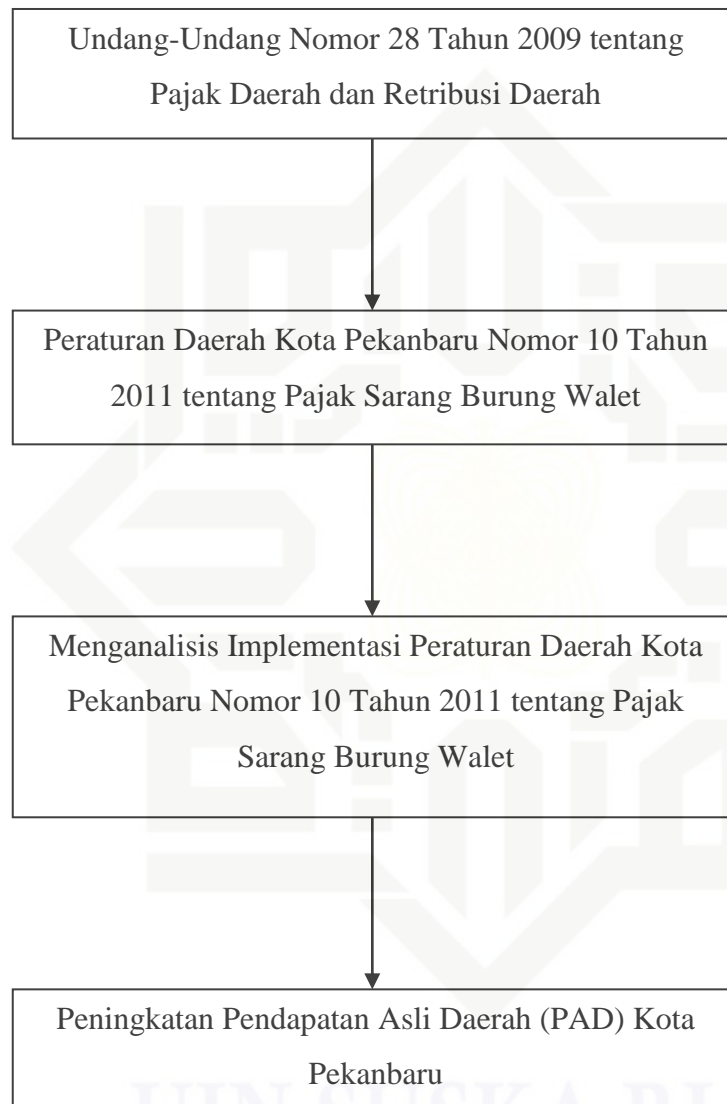 Undang-Undang Nomor 28 Tahun 2009 tentang
Pajak Daerah dan Retribusi Daerah
Peraturan Daerah Kota Pekanbaru Nomor 10 Tahun
2011 tentang Pajak Sarang Burung Walet
Menganalisis Implementasi Peraturan Daerah Kota
Pekanbaru Nomor 10 Tahun 2011 tentang Pajak
Sarang Burung Walet
Peningkatan Pendapatan Asli Daerah (PAD) Kota
Pekanbaru